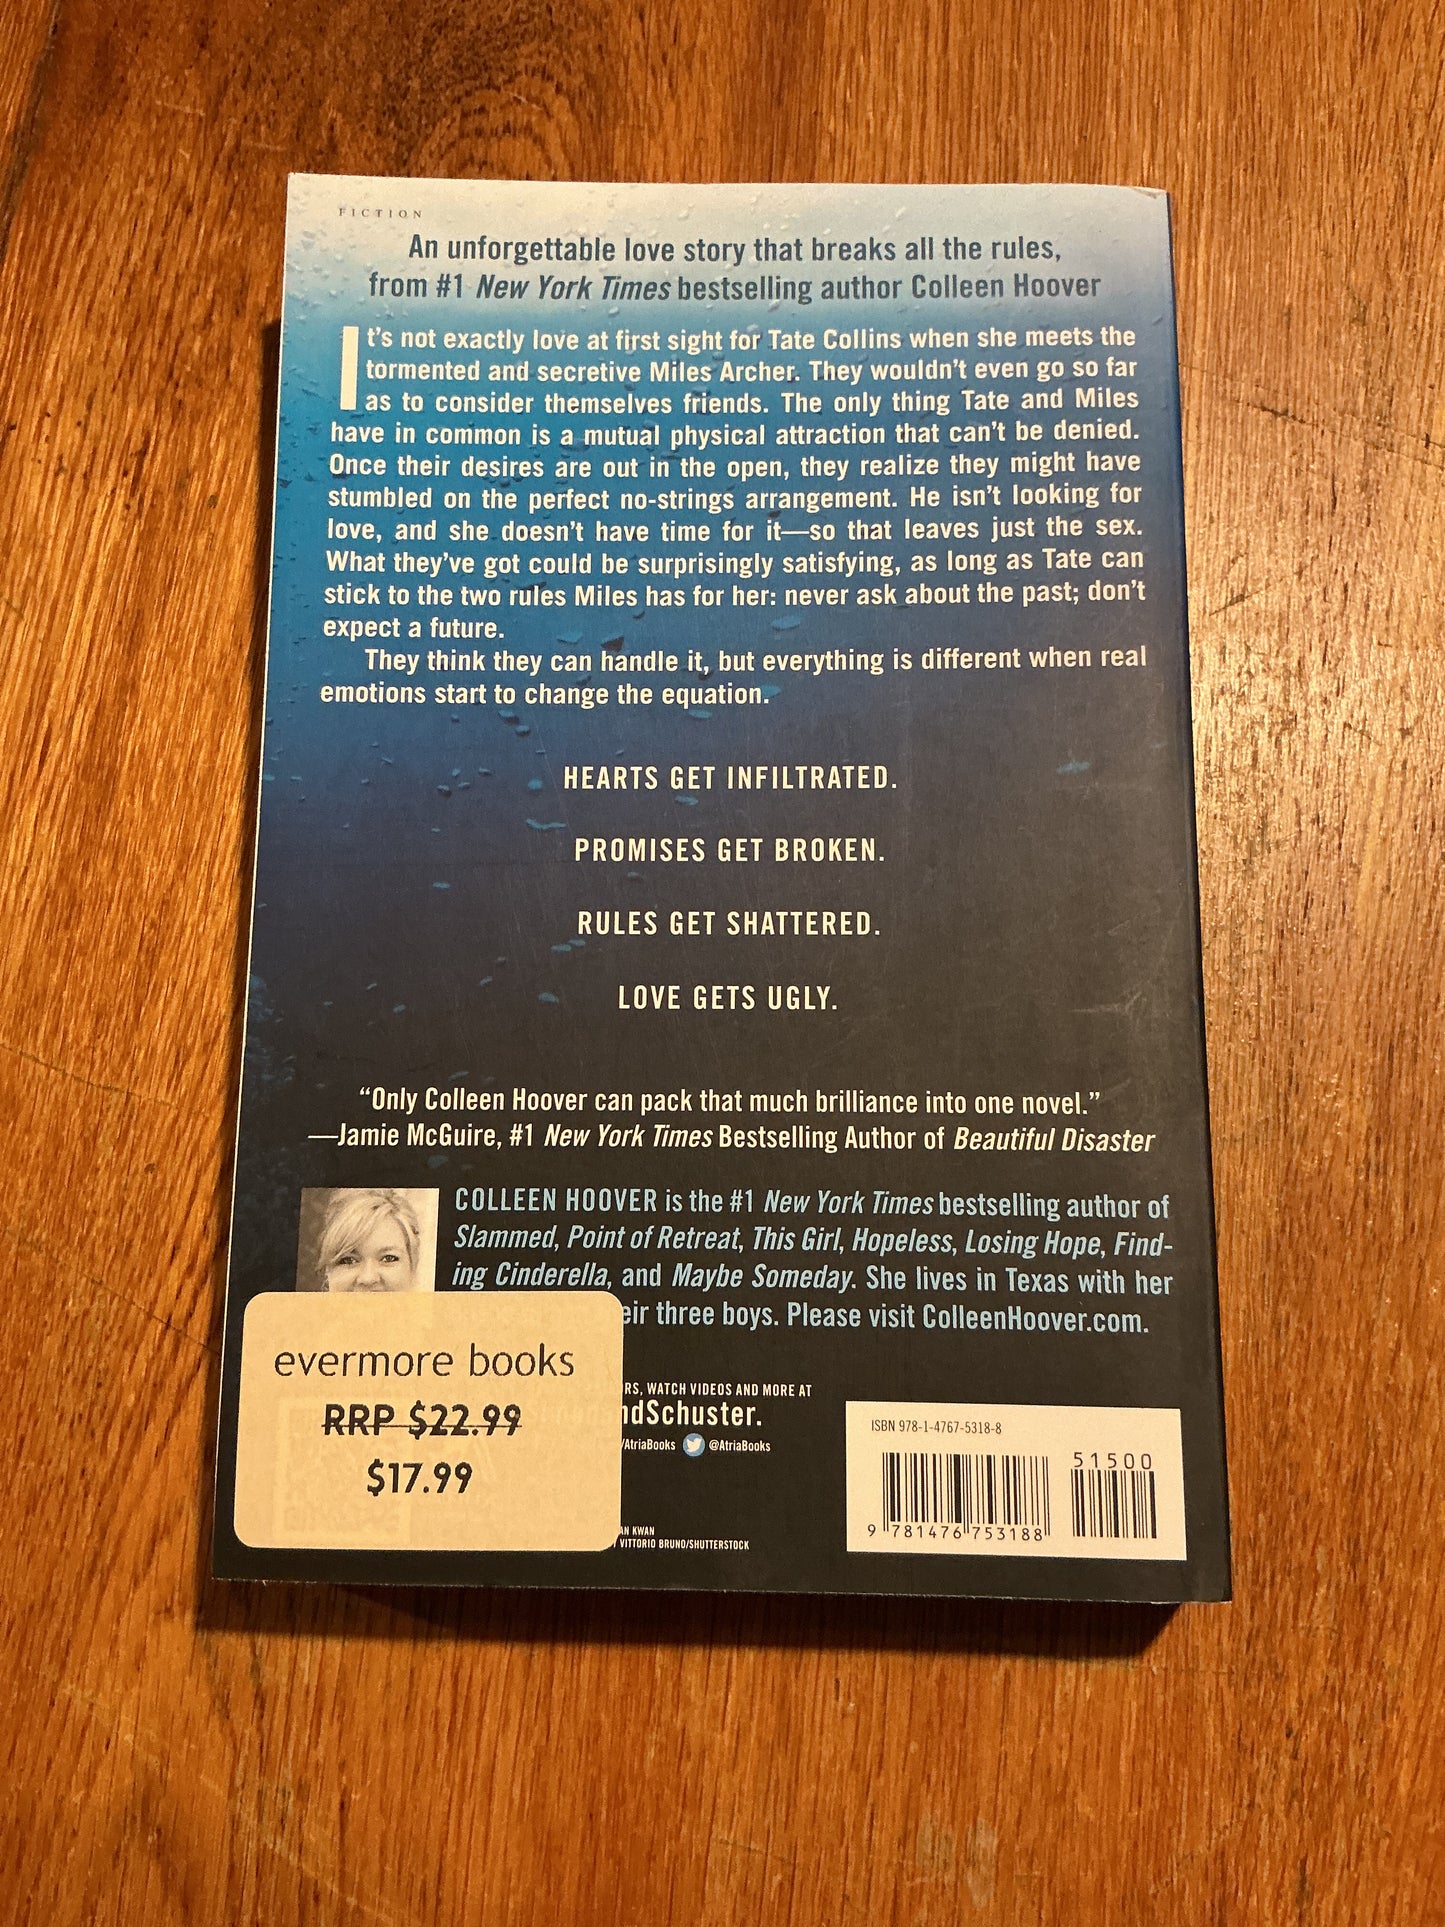 FICTION
An unforgettable love story that breaks all the rules,
from #1 New York Times bestselling author Colleen Hoover
It’s not exactly love at first sight for Tate Collins when she meets the
tormented and secretive Miles Archer. They wouldn’t even go so far
as to consider themselves friends. The only thing Tate and Miles
have in common is a mutual physical attraction that can’t be denied.
Once their desires are out in the open, they realize they might have
stumbled on the perfect no-strings arrangement. He isn’t looking for
love, and she doesn’t have time for it—so that leaves just the sex.
What they’ve got could be surprisingly satisfying, as long as Tate can
stick to the two rules Miles has for her: never ask about the past; don’t
expect a future.
They think they can handle it, but everything is different when real
emotions start to change the equation.
HEARTS GET INFILTRATED.
PROMISES GET BROKEN.
RULES GET SHATTERED.
LOVE GETS UGLY.
“Only Colleen Hoover can pack that much brilliance into one novel.”
—Jamie McGuire, #1 New York Times Bestselling Author of Beautiful Disaster
COLLEEN HOOVER is the #1 New York Times bestselling author of
Slammed, Point of Retreat, This Girl, Hopeless, Losing Hope, Find-
ing Cinderella, and Maybe Someday. She lives in Texas with her
eir three boys. Please visit ColleenHoover.com.
evermore books
RRP $22.99
$17.99
RS, WATCH VIDEOS AND MORE AT
ndSchuster.
/AtriaBooks @AtriaBooks
AN KWAN
VITTORIO BRUNO/SHUTTERSTOCK
ISBN 978-1-4767-5318-8
51500
9 781476 753188